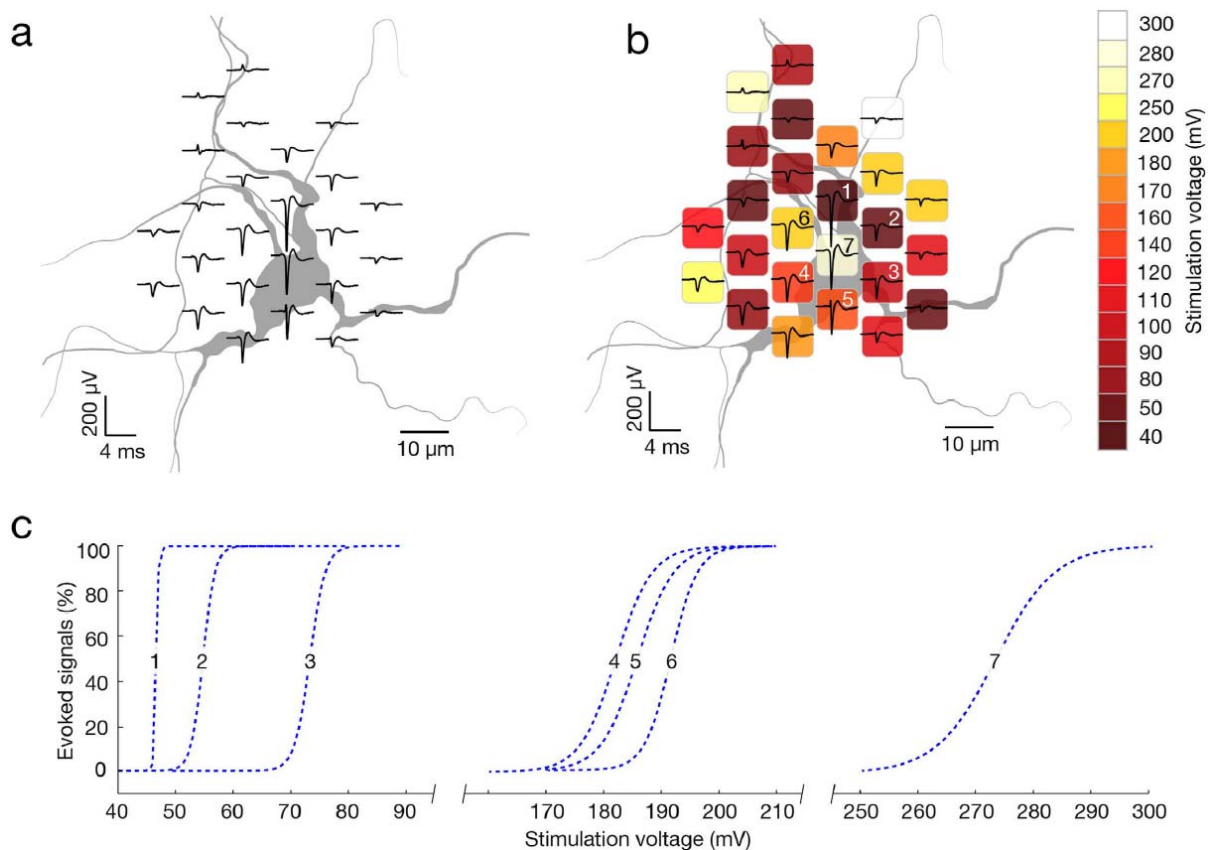 a
200 µV
4 ms
10 µm
b
1
2
6
7
4
3
5
200 µV
4 ms
10 µm
300
280
270
250
200
180
170
160
140
120
110
100
90
80
50
40
Stimulation voltage (mV)
c
Evoked signals (%)
100
80
60
40
20
0
1 2 3 4 5 6 7
40 50 60 70 80 90 170 180 190 200 210 250 260 270 280 290 300
Stimulation voltage (mV)